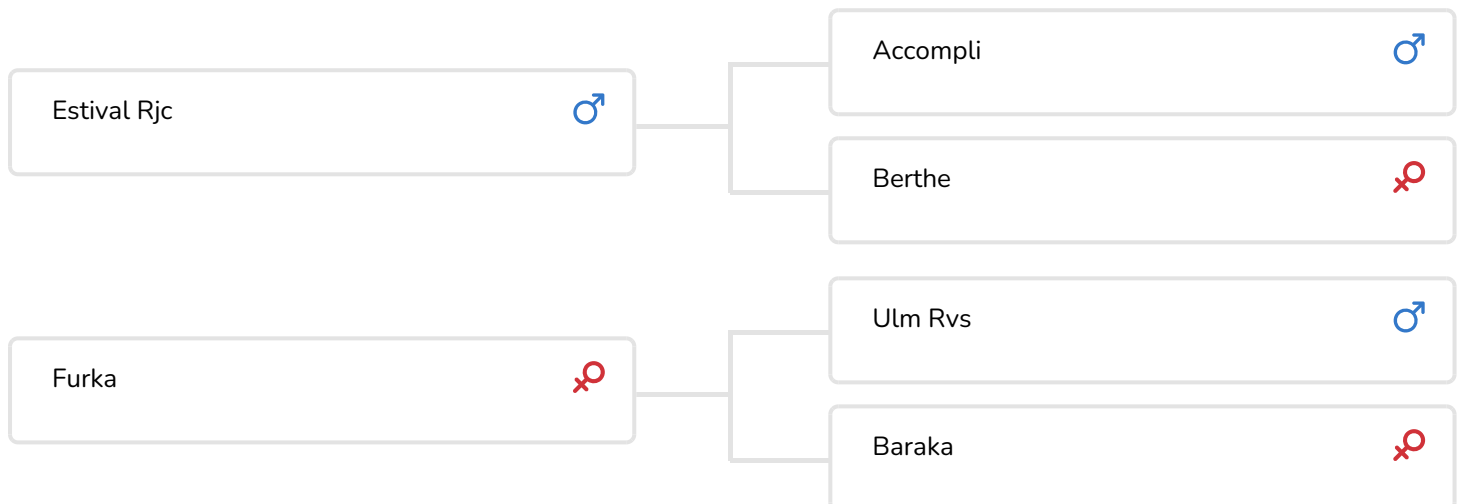 Accompli
Estival Rjc
Berthe
Ulm Rvs
Furka
Baraka